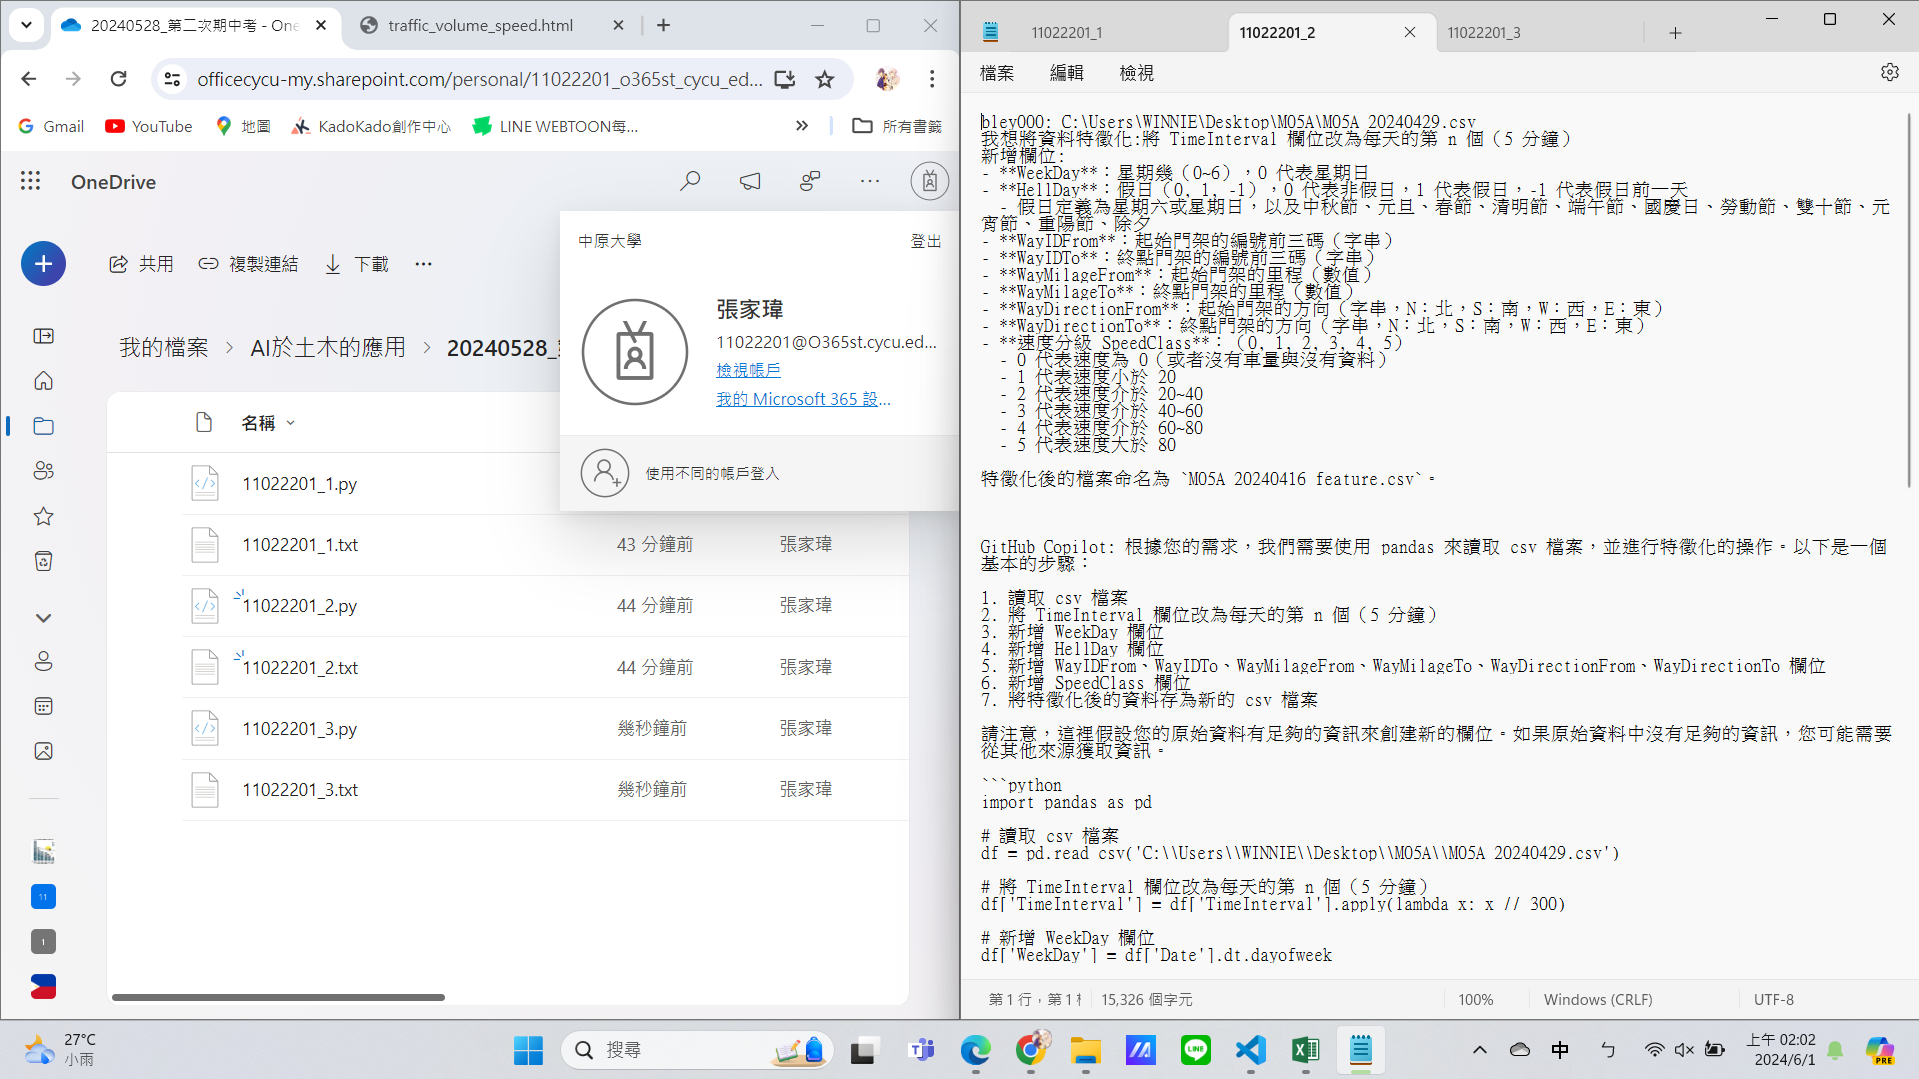 20240528_第二次期中考 - One
traffic_volume_speed.html
officecycu-my.sharepoint.com/personal/11022201_o365st_cycu_ed...
Gmail
YouTube
地圖
KadoKado創作中心
LINE WEBTOON每...
所有書籤
OneDrive
共用
複製連結
下載
我的檔案
AI於土木的應用
20240528_
名稱
11022201_1.py
11022201_1.txt
43 分鐘前
張家瑋
11022201_2.py
44 分鐘前
張家瑋
11022201_2.txt
44 分鐘前
張家瑋
11022201_3.py
幾秒鐘前
張家瑋
11022201_3.txt
幾秒鐘前
張家瑋
11
1
中原大學
登出
張家瑋
11022201@O365st.cycu.ed...
檢視帳戶
我的 Microsoft 365 設...
使用不同的帳戶登入
11022201_1
11022201_2
11022201_3
檔案
編輯
檢視
bley000: C:\Users\WINNIE\Desktop\M05A\M05A_20240429.csv
我想將資料特徵化:將 TimeInterval 欄位改為每天的第 n 個（5 分鐘）
新增欄位:
- **WeekDay**：星期幾（0~6），0 代表星期日
- **HellDay**：假日（0, 1, -1），0 代表非假日，1 代表假日，-1 代表假日前一天
- 假日定義為星期六或星期日，以及中秋節、元旦、春節、清明節、端午節、國慶日、勞動節、雙十節、元
宵節、重陽節、除夕
- **WayIDFrom**：起始門架的編號前三碼（字串）
- **WayIDTo**：終點門架的編號前三碼（字串）
- **WayMilageFrom**：起始門架的里程（數值）
- **WayMilageTo**：終點門架的里程（數值）
- **WayDirectionFrom**：起始門架的方向（字串，N：北，S：南，W：西，E：東）
- **WayDirectionTo**：終點門架的方向（字串，N：北，S：南，W：西，E：東）
- **速度分級 SpeedClass**：（0, 1, 2, 3, 4, 5）
- 0 代表速度為 0（或者沒有車量與沒有資料）
- 1 代表速度小於 20
- 2 代表速度介於 20~40
- 3 代表速度介於 40~60
- 4 代表速度介於 60~80
- 5 代表速度大於 80
特徵化後的檔案命名為 `M05A_20240416_feature.csv`。
GitHub Copilot: 根據您的需求，我們需要使用 pandas 來讀取 csv 檔案，並進行特徵化的操作。以下是一個
基本的步驟：
1. 讀取 csv 檔案
2. 將 TimeInterval 欄位改為每天的第 n 個（5 分鐘）
3. 新增 WeekDay 欄位
4. 新增 HellDay 欄位
5. 新增 WayIDFrom、WayIDTo、WayMilageFrom、WayMilageTo、WayDirectionFrom、WayDirectionTo 欄位
6. 新增 SpeedClass 欄位
7. 將特徵化後的資料存為新的 csv 檔案
請注意，這裡假設您的原始資料有足夠的資訊來創建新的欄位。如果原始資料中沒有足夠的資訊，您可能需要
從其他來源獲取資訊。
```python
import pandas as pd
# 讀取 csv 檔案
df = pd.read_csv('C:\\Users\\WINNIE\\Desktop\\M05A\\M05A_20240429.csv')
# 將 TimeInterval 欄位改為每天的第 n 個（5 分鐘）
df['TimeInterval'] = df['TimeInterval'].apply(lambda x: x // 300)
# 新增 WeekDay 欄位
df['WeekDay'] = df['Date'].dt.dayofweek
第 1 行，第 1
15,326 個字元
100%
Windows (CRLF)
UTF-8
27°C
小雨
搜尋
中
上午 02:02
2024/6/1